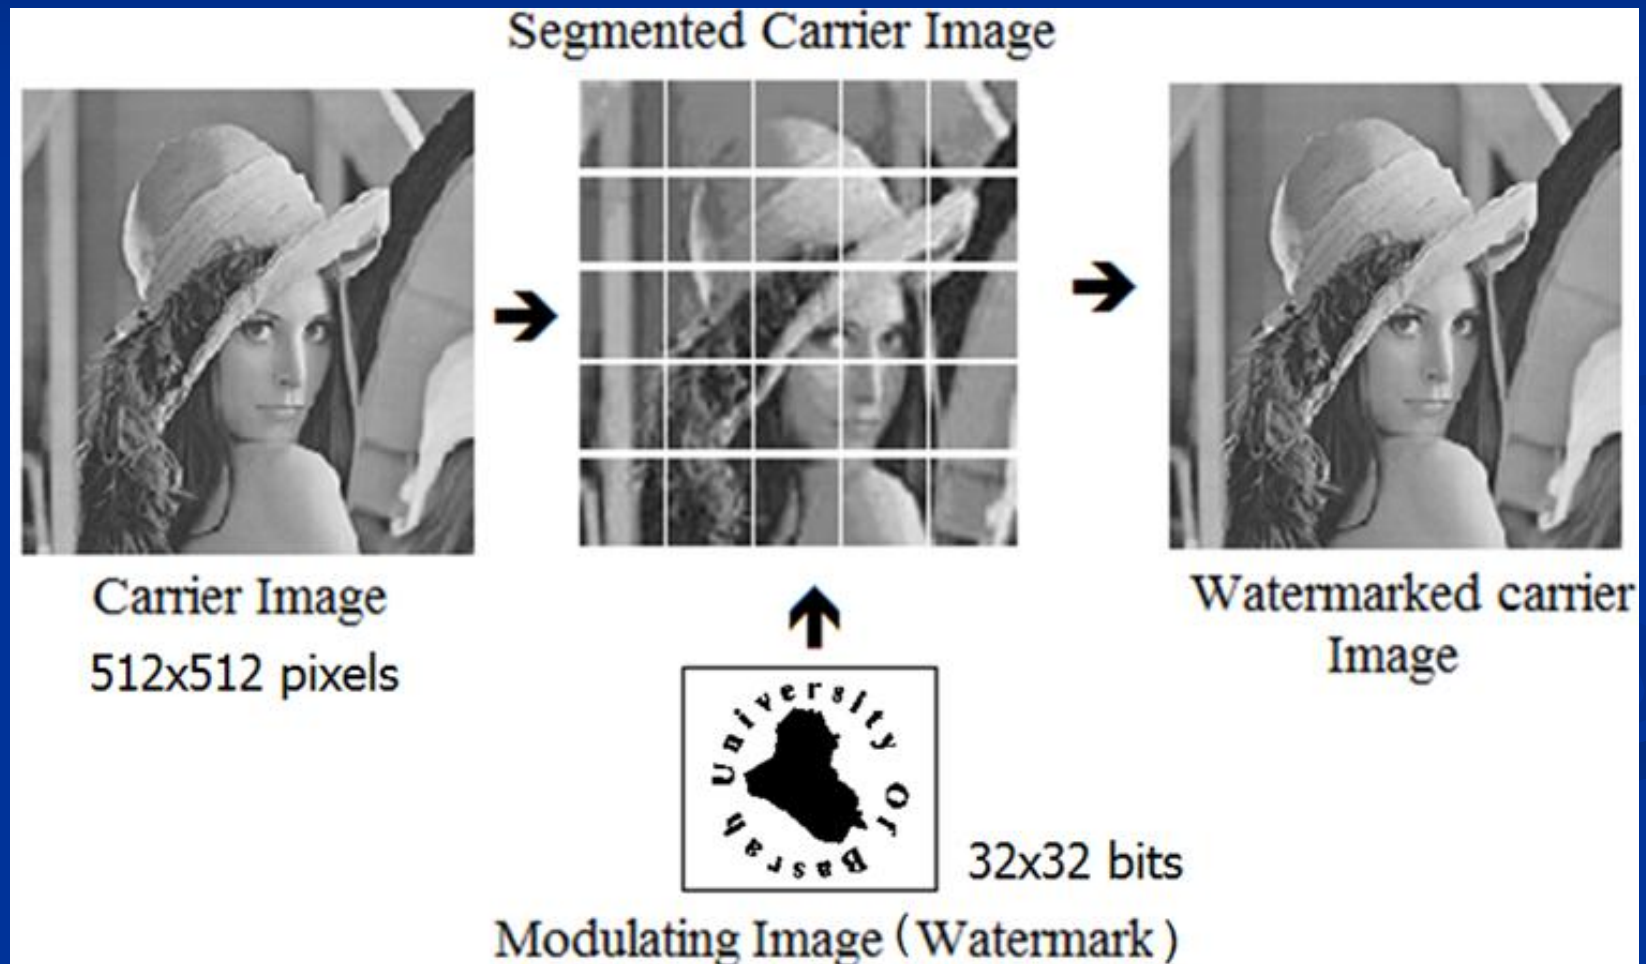 Segmented Carrier Image
Carrier Image
512x512 pixels
Watermarked carrier
Image
University Of Basrah
32x32 bits
Modulating Image (Watermark)